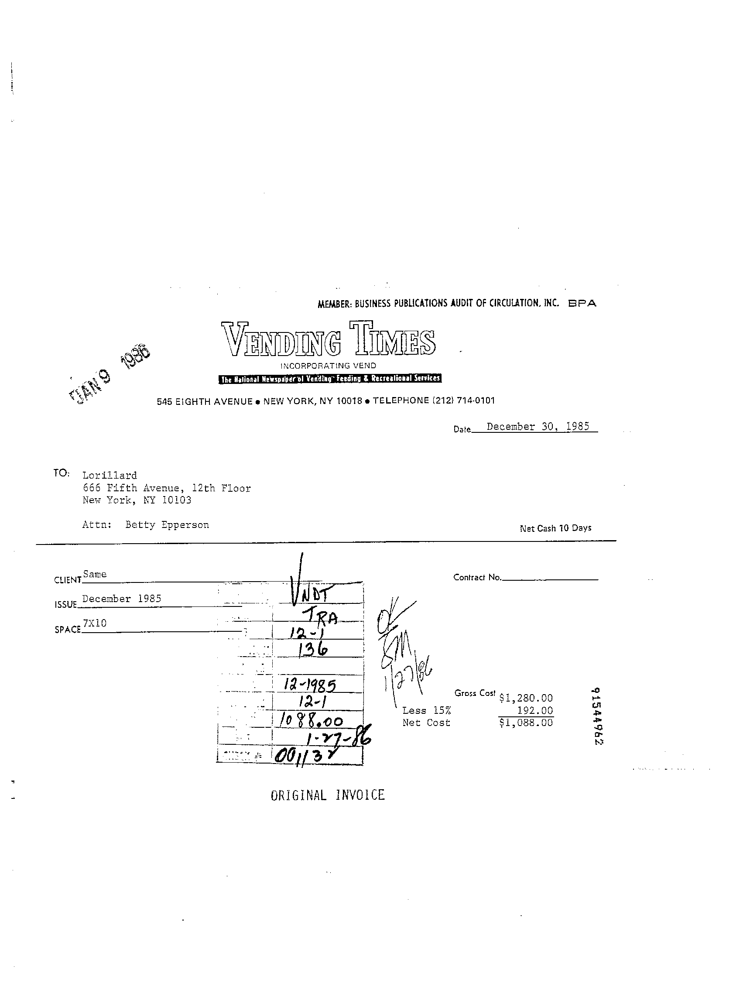 MEMBER: BUSINESS PUBLICATIONS AUDIT OF CIRCULATION, INC. BPA
VENDING TIMES
INCORPORATING VEND
The National Newspaper of Vending Feeding & Recreational Services
JAN 9 1986
545 EIGHTH AVENUE ● NEW YORK, NY 10018 ● TELEPHONE (212) 714-0101
Date December 30, 1985
TO: Lorillard
666 Fifth Avenue, 12th Floor
New York, NY 10103
Attn: Betty Epperson
Net Cash 10 Days
CLIENT Same
Contract No.
ISSUE December 1985
SPACE 7X10
VNDT
TRA
12-1
136
12-1985
12-1
1088.00
1-27-86
001132
OK
1/27/86
Gross Cost $1,280.00
Less 15% 192.00
Net Cost $1,088.00
91544962
ORIGINAL INVOICE